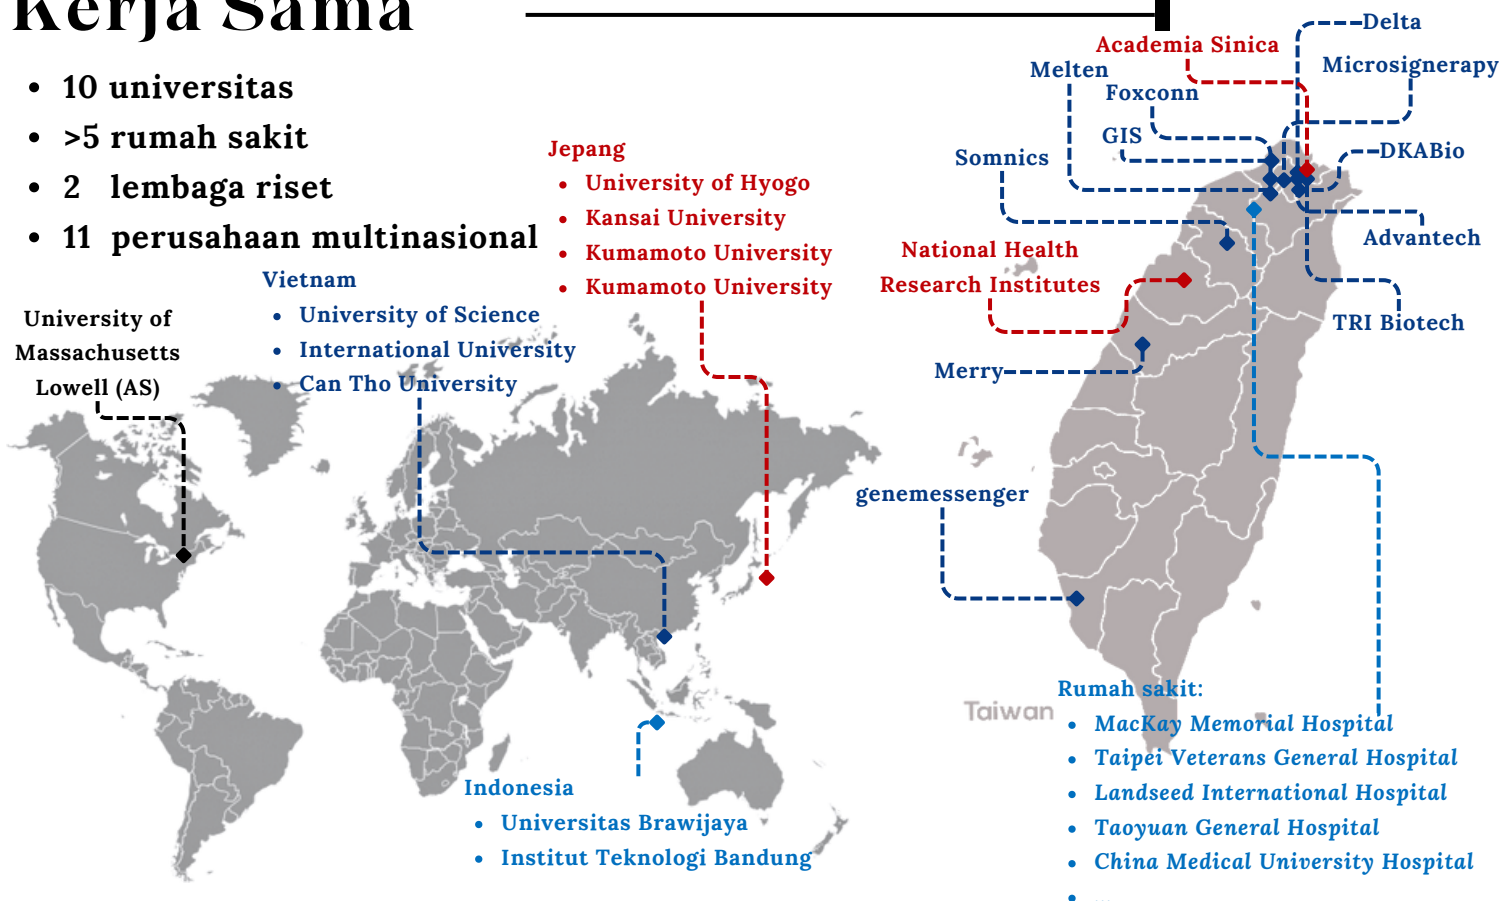 Kerja Sama
• 10 universitas
• >5 rumah sakit
• 2 lembaga riset
• 11 perusahaan multinasional
University of
Massachusetts
Lowell (AS)
Vietnam
• University of Science
• International University
• Can Tho University
Jepang
• University of Hyogo
• Kansai University
• Kumamoto University
• Kumamoto University
Indonesia
• Universitas Brawijaya
• Institut Teknologi Bandung
Delta
Academia Sinica
Microsignerapy
Melten
Foxconn
GIS
DKABio
Somnics
Advantech
National Health
Research Institutes
TRI Biotech
Merry
genemessenger
Taiwan
Rumah sakit:
• MacKay Memorial Hospital
• Taipei Veterans General Hospital
• Landseed International Hospital
• Taoyuan General Hospital
• China Medical University Hospital
• ...